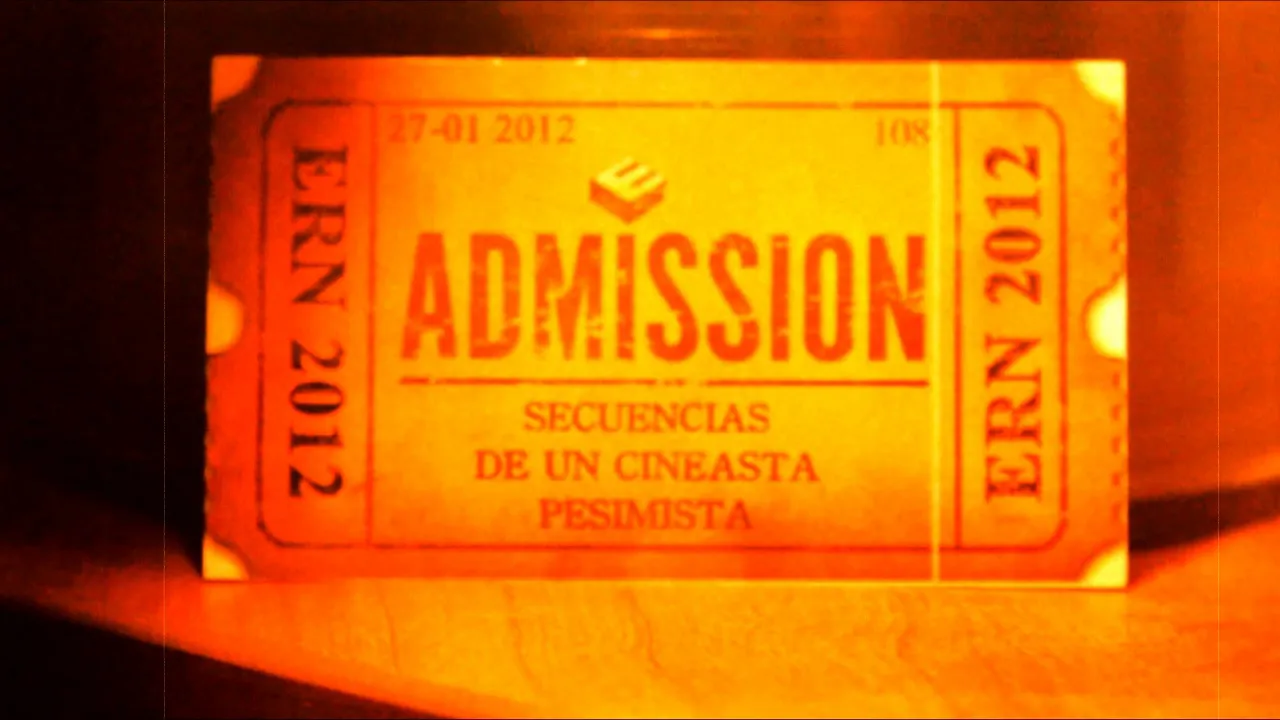 27-01 2012
108
E
ADMISSION
SECUENCIAS
DE UN CINEASTA
PESIMISTA
ERN 2012
ERN 2012